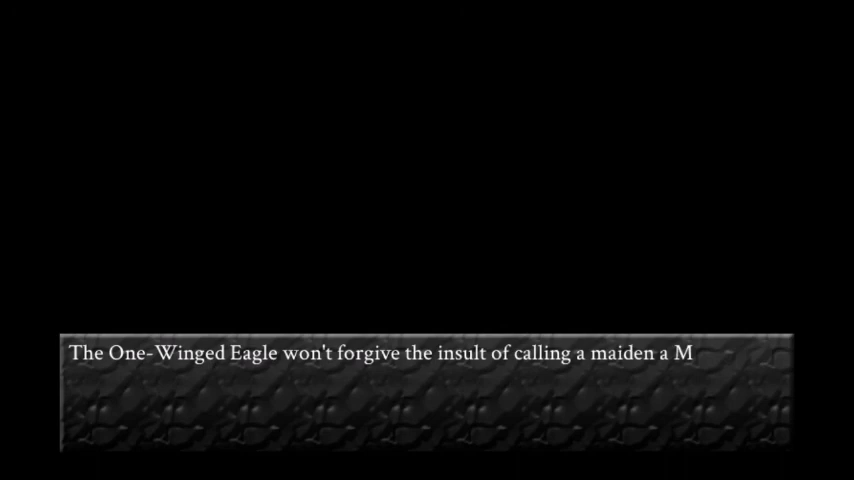 The One-Winged Eagle won't forgive the insult of calling a maiden a M